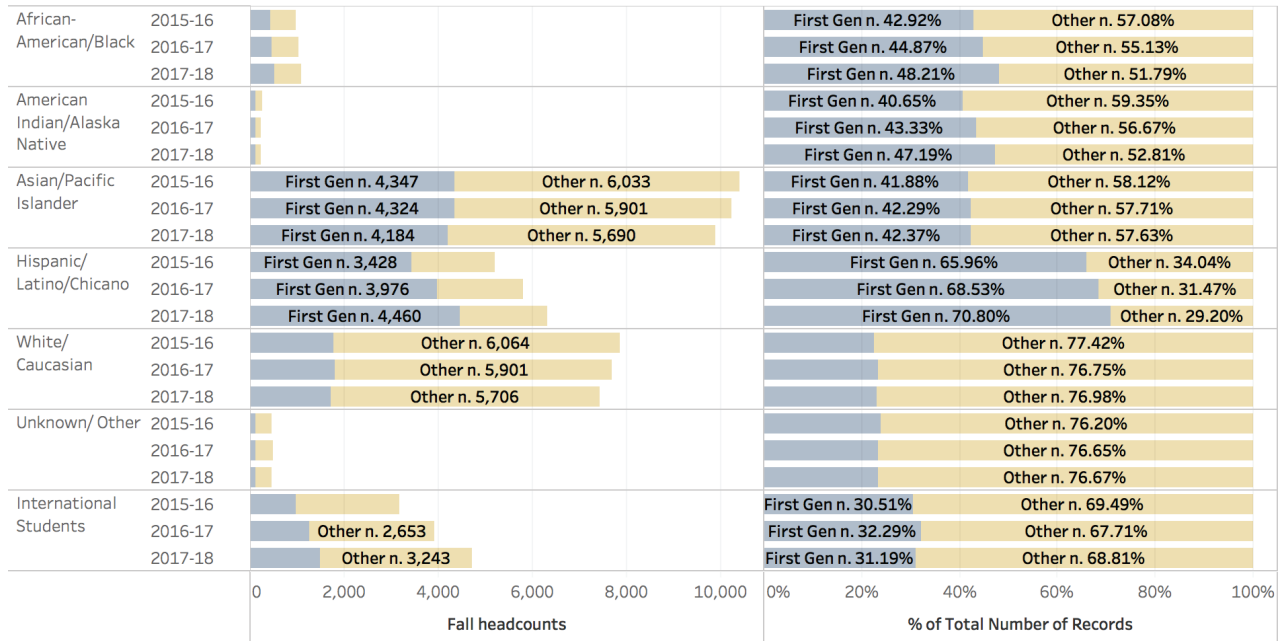 African-
American/Black
2015-16 First Gen n. 42.92% Other n. 57.08%
2016-17 First Gen n. 44.87% Other n. 55.13%
2017-18 First Gen n. 48.21% Other n. 51.79%
American
Indian/Alaska
Native
2015-16 First Gen n. 40.65% Other n. 59.35%
2016-17 First Gen n. 43.33% Other n. 56.67%
2017-18 First Gen n. 47.19% Other n. 52.81%
Asian/Pacific
Islander
2015-16 First Gen n. 4,347 Other n. 6,033 First Gen n. 41.88% Other n. 58.12%
2016-17 First Gen n. 4,324 Other n. 5,901 First Gen n. 42.29% Other n. 57.71%
2017-18 First Gen n. 4,184 Other n. 5,690 First Gen n. 42.37% Other n. 57.63%
Hispanic/
Latino/Chicano
2015-16 First Gen n. 3,428 First Gen n. 65.96% Other n. 34.04%
2016-17 First Gen n. 3,976 First Gen n. 68.53% Other n. 31.47%
2017-18 First Gen n. 4,460 First Gen n. 70.80% Other n. 29.20%
White/
Caucasian
2015-16 Other n. 6,064 Other n. 77.42%
2016-17 Other n. 5,901 Other n. 76.75%
2017-18 Other n. 5,706 Other n. 76.98%
Unknown/ Other
2015-16 Other n. 76.20%
2016-17 Other n. 76.65%
2017-18 Other n. 76.67%
International
Students
2015-16 First Gen n. 30.51% Other n. 69.49%
2016-17 Other n. 2,653 First Gen n. 32.29% Other n. 67.71%
2017-18 Other n. 3,243 First Gen n. 31.19% Other n. 68.81%
0 2,000 4,000 6,000 8,000 10,000 0% 20% 40% 60% 80% 100%
Fall headcounts % of Total Number of Records